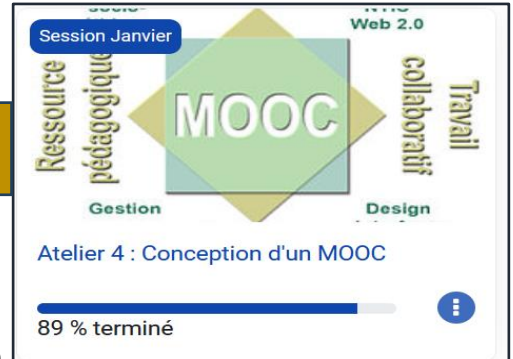 Session Janvier
Web 2.0
Ressource
pédagogique
MOOC
collaboratif
Travail
Gestion
Design
Atelier 4 : Conception d'un MOOC
89 % terminé